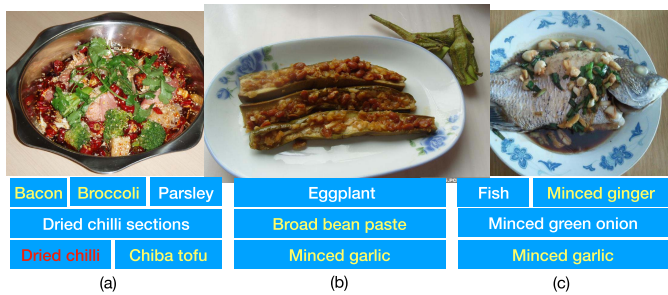 Bacon Broccoli Parsley
Dried chilli sections
Dried chilli Chiba tofu
(a)
Eggplant
Broad bean paste
Minced garlic
(b)
Fish Minced ginger
Minced green onion
Minced garlic
(c)